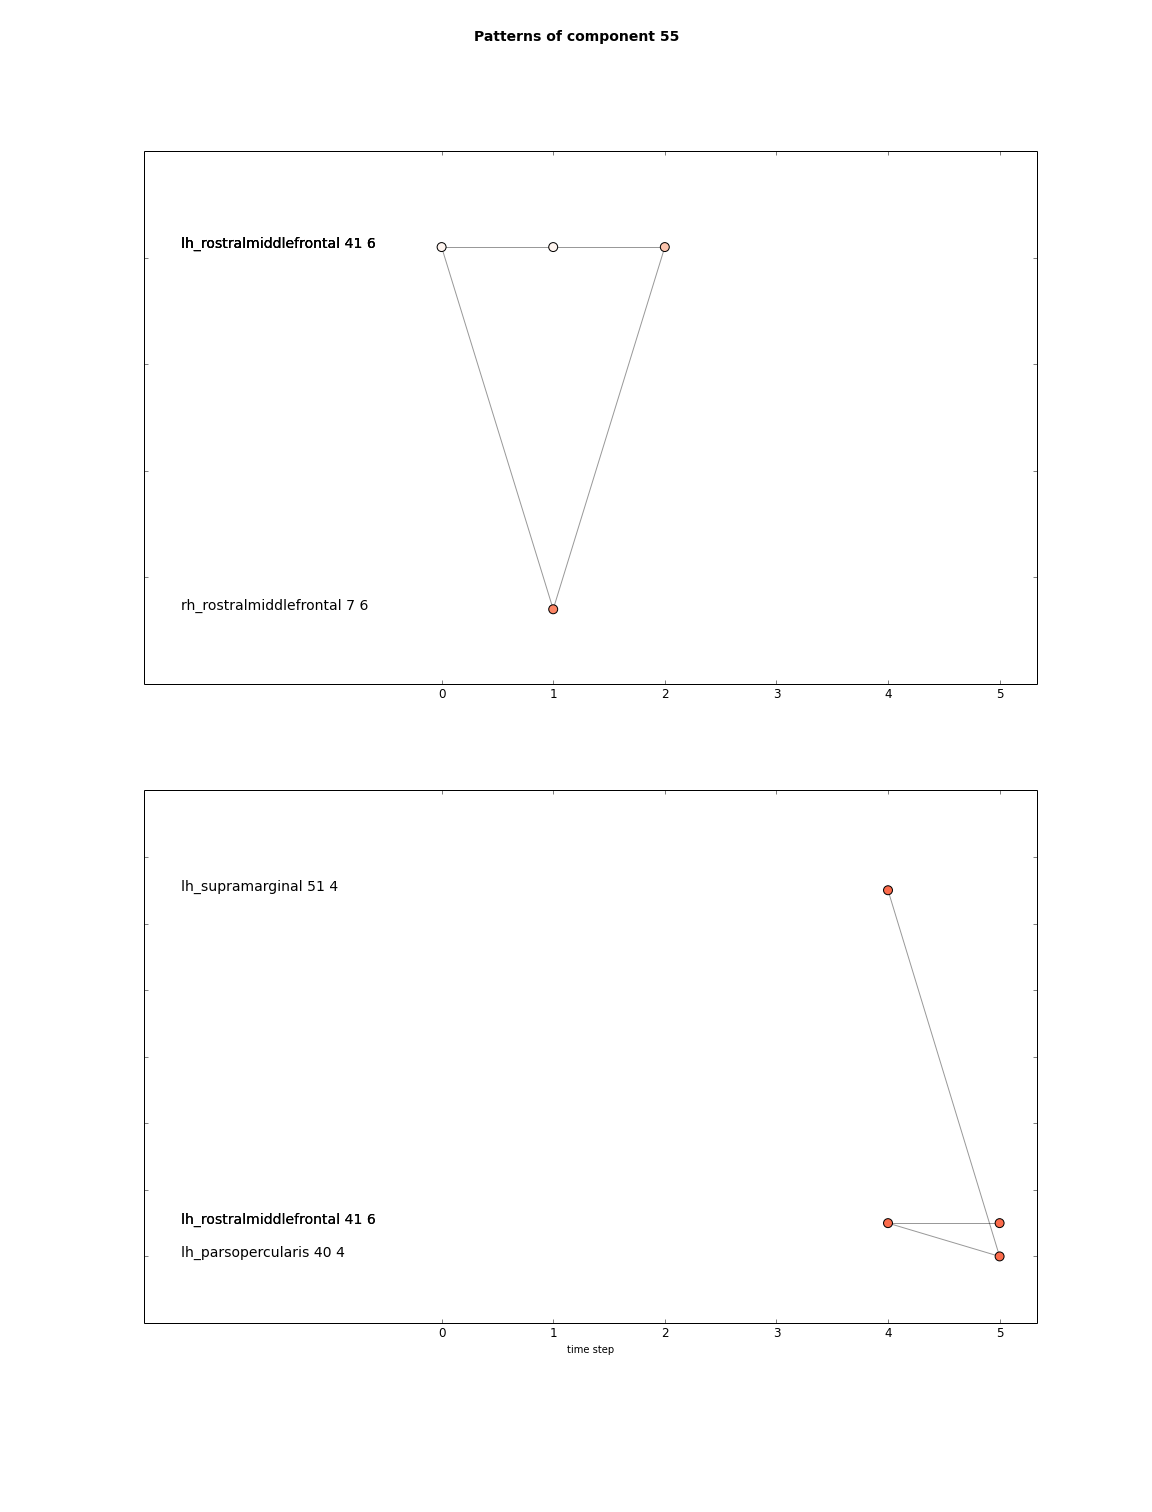 Patterns of component 55
lh_rostralmiddlefrontal 41 6
rh_rostralmiddlefrontal 7 6
0 1 2 3 4 5
lh_supramarginal 51 4
lh_rostralmiddlefrontal 41 6
lh_parsopercularis 40 4
0 1 2 3 4 5
time step